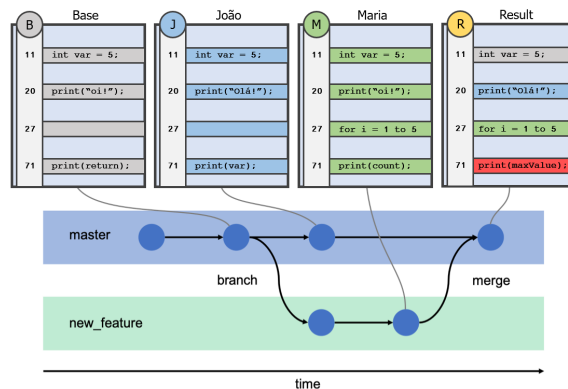 B Base
11 int var = 5;
20 print(“oi!”);
27
71 print(return);
J João
11 int var = 5;
20 print(“Olá!”);
27
71 print(var);
M Maria
11 int var = 5;
20 print(“oi!”);
27 for i = 1 to 5
71 print(count);
R Result
11 int var = 5;
20 print(“Olá!”);
27 for i = 1 to 5
71 print(maxValue);
master
branch
merge
new_feature
time